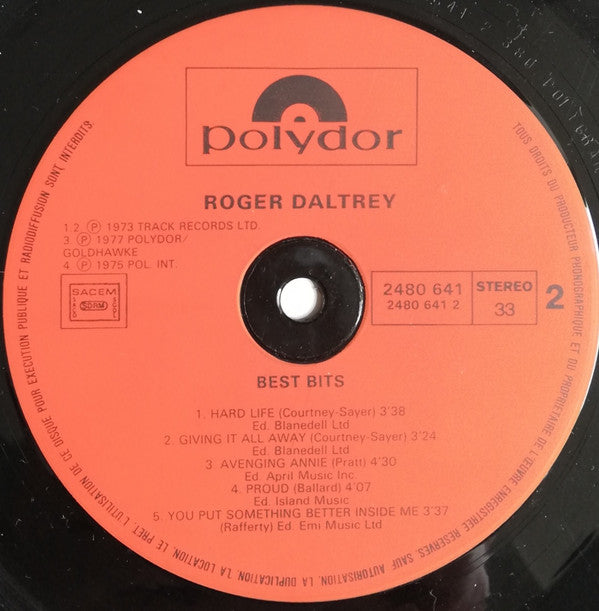 polydor
ROGER DALTREY
1 2 ℗ 1973 TRACK RECORDS LTD.
3 ℗ 1977 POLYDOR/
GOLDHAWKE
4 ℗ 1975 POL. INT.
SACEM
SDRM
2480 641
2480 641 2
STEREO
33
2
BEST BITS
1. HARD LIFE (Courtney-Sayer) 3'38
Ed. Blanedell Ltd
2. GIVING IT ALL AWAY (Courtney-Sayer) 3'24
Ed. Blanedell Ltd
3. AVENGING ANNIE (Pratt) 4'30
Ed. April Music Inc.
4. PROUD (Ballard) 4'07
Ed. Island Music
5. YOU PUT SOMETHING BETTER INSIDE ME 3'37
(Rafferty) Ed. Emi Music Ltd
TOUS DROITS DU PRODUCTEUR PHONOGRAPHIQUE ET DU PROPRIETAIRE DE L'ŒUVRE ENREGISTREE RESERVES. SAUF AUTORISATION, LA DUPLICATION, LA LOCATION, LE PRET, L'UTILISATION DE CE DISQUE POUR EXECUTION PUBLIQUE ET RADIODIFFUSION SONT INTERDITS.